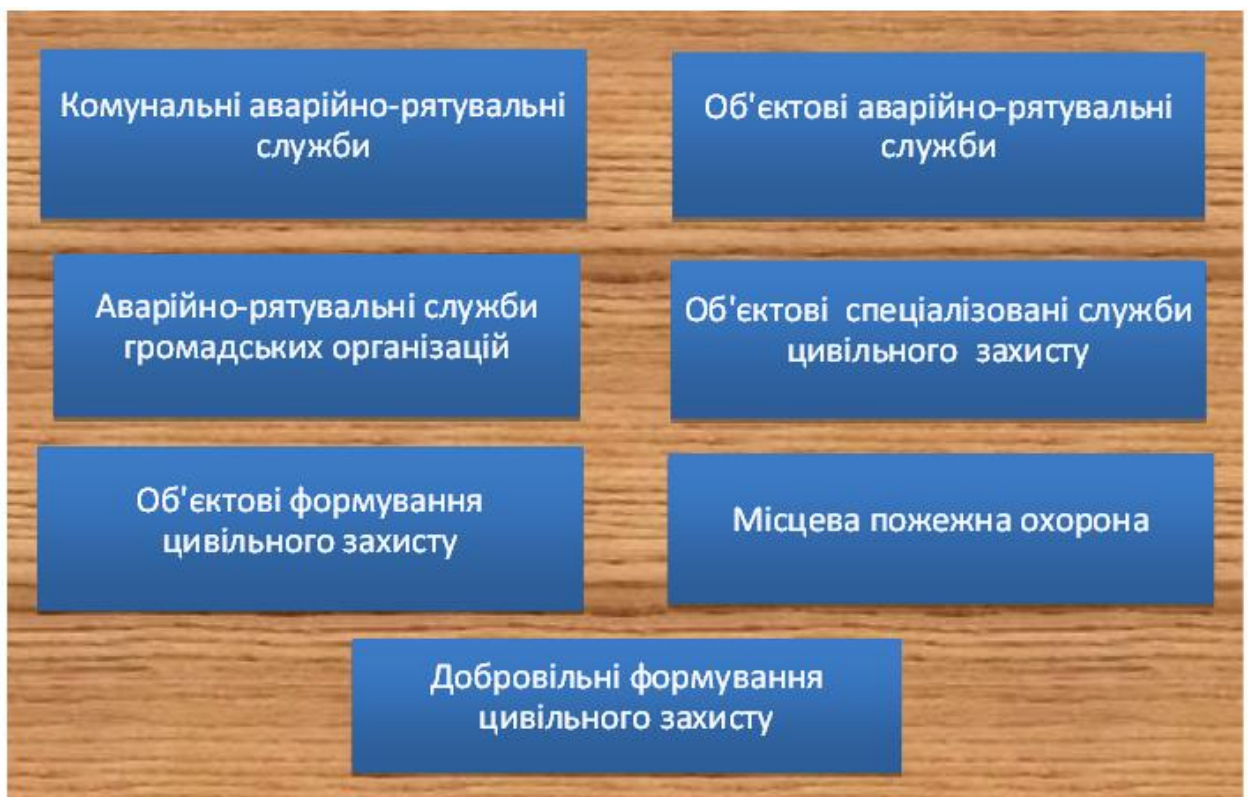 Комунальні аварійно-рятувальні
служби
Об'єктові аварійно-рятувальні
служби
Аварійно-рятувальні служби
громадських організацій
Об'єктові спеціалізовані служби
цивільного захисту
Об'єктові формування
цивільного захисту
Місцева пожежна охорона
Добровільні формування
цивільного захисту